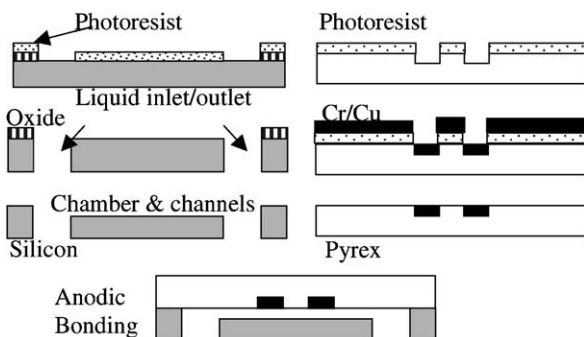 Photoresist
Photoresist
Liquid inlet/outlet
Oxide
Cr/Cu
Chamber & channels
Silicon
Pyrex
Anodic
Bonding